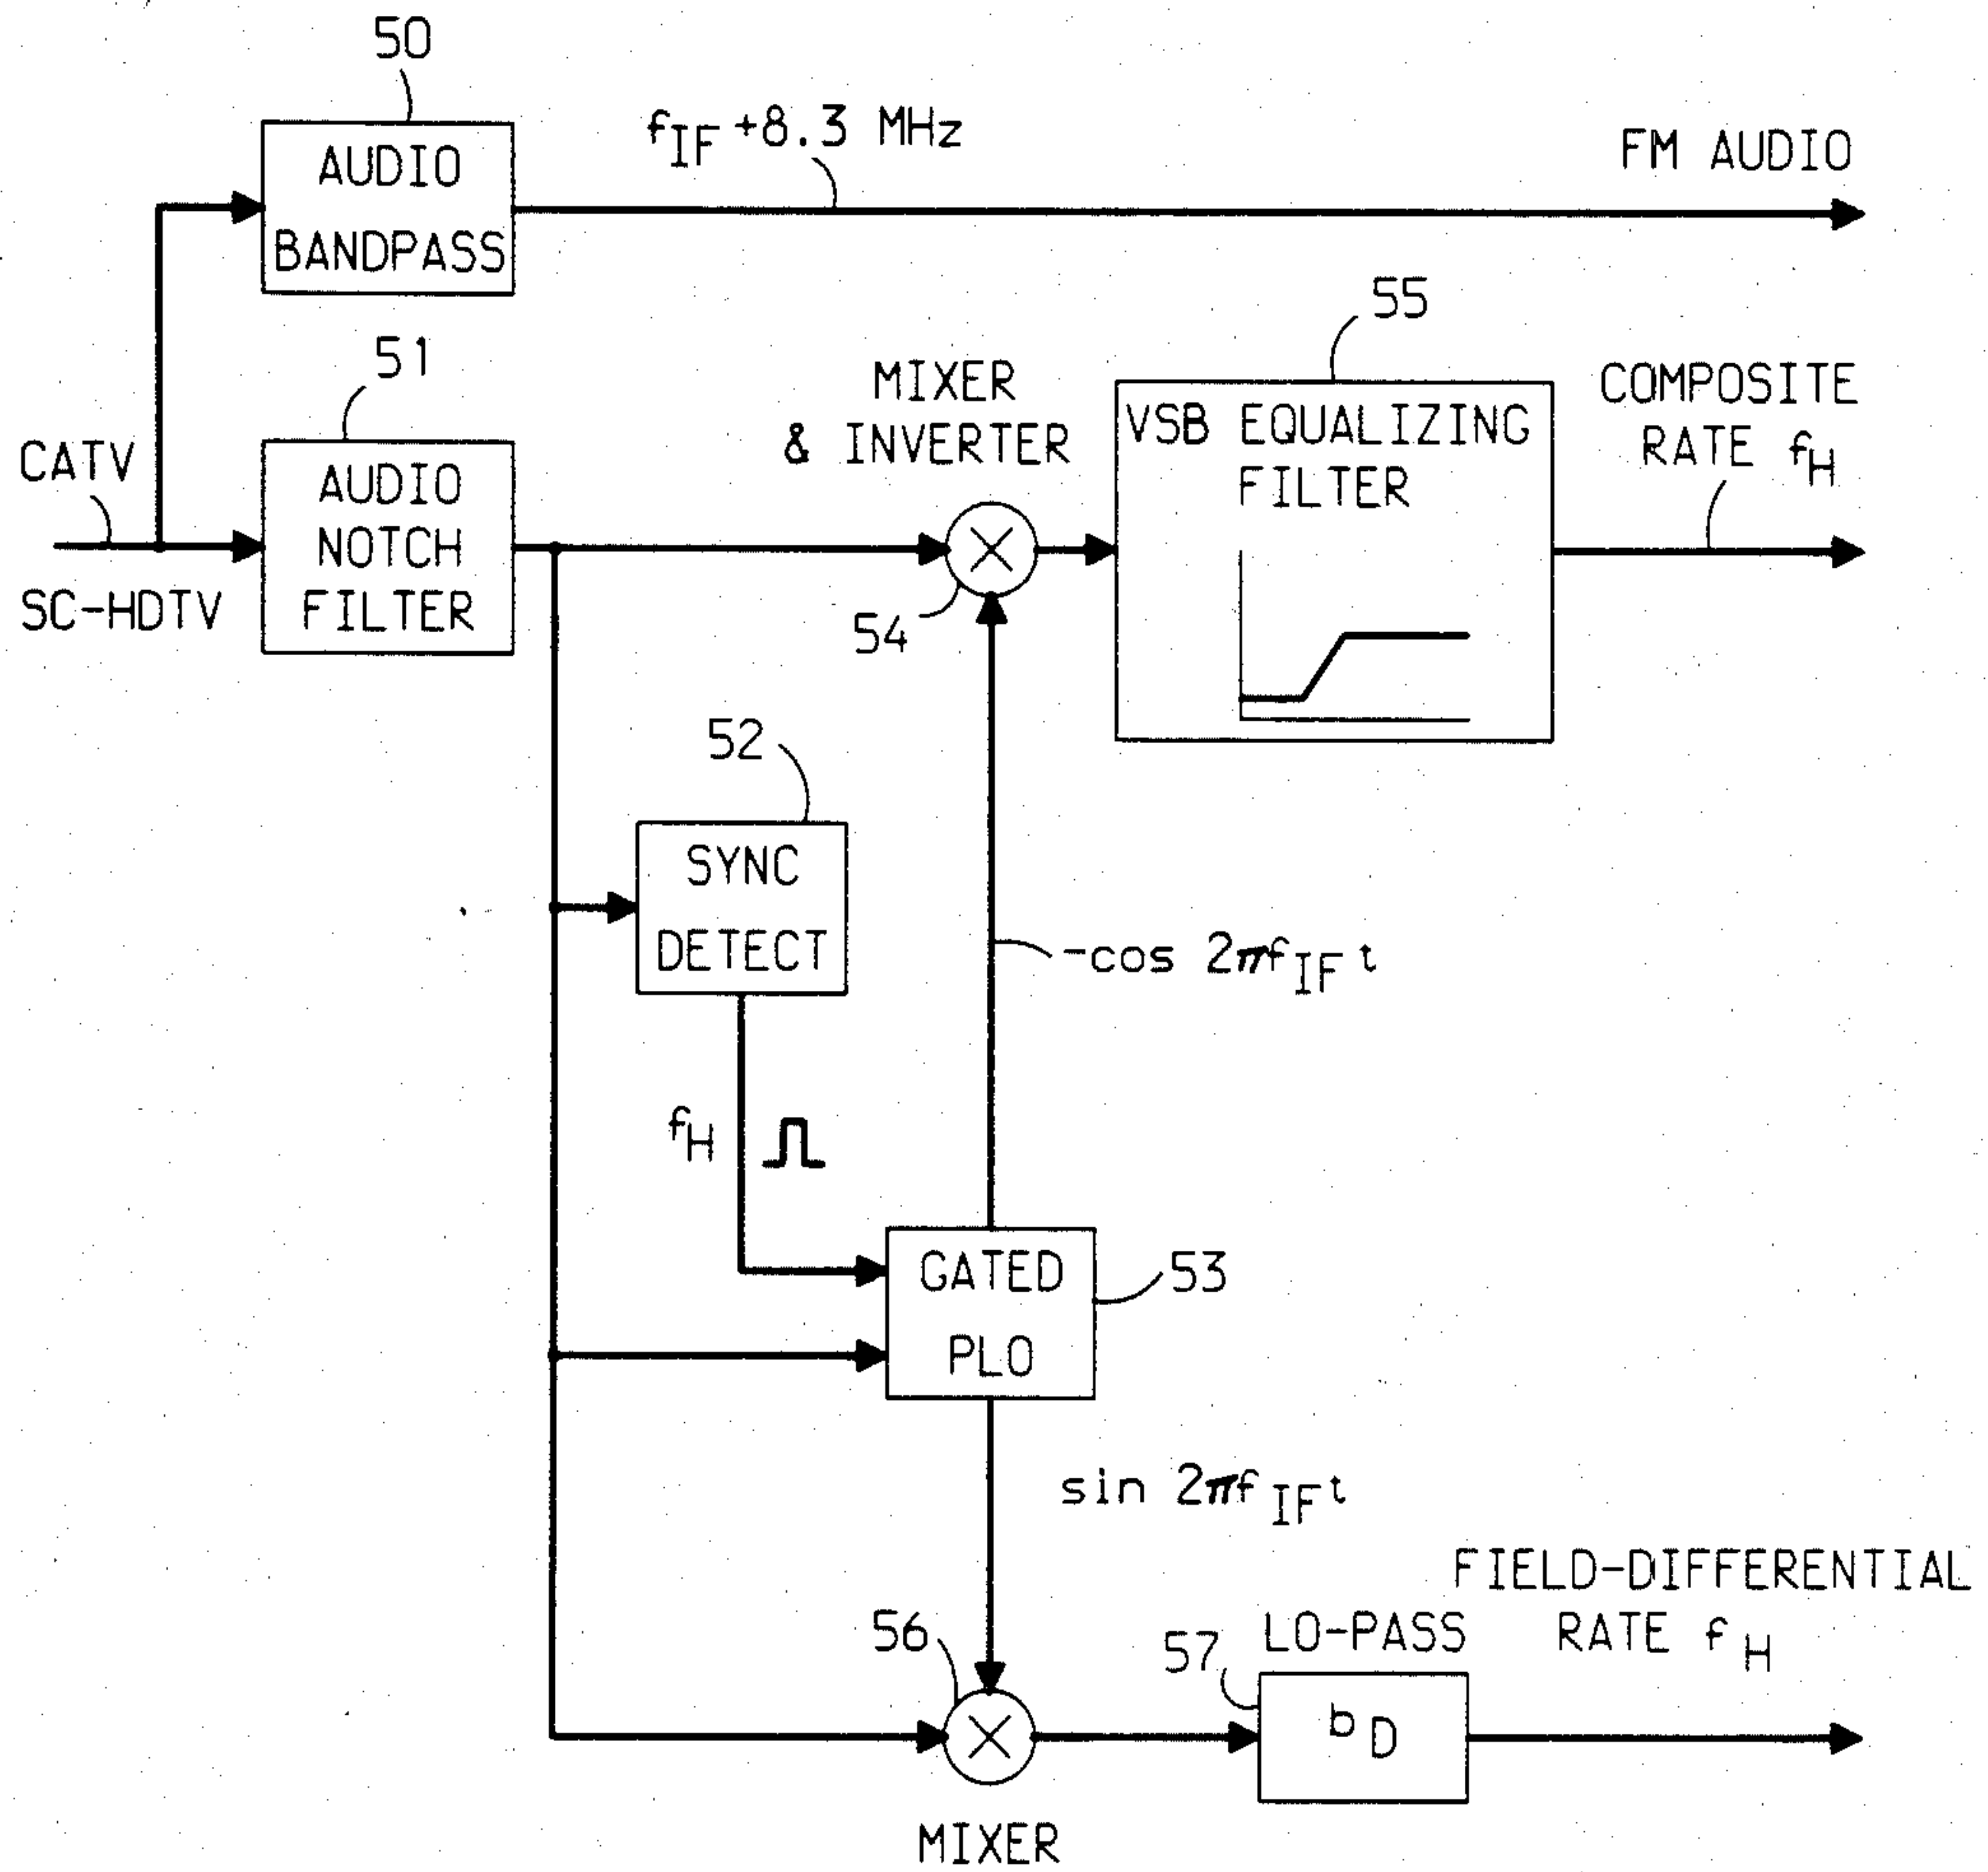 50
AUDIO
BANDPASS
fIF +8.3 MHz
FM AUDIO
51
CATV
SC-HDTV
AUDIO
NOTCH
FILTER
MIXER
& INVERTER
54
55
VSB EQUALIZING
FILTER
COMPOSITE
RATE fH
52
SYNC
DETECT
-cos 2πfIF t
fH
GATED
PLO
53
sin 2πfIF t
56
MIXER
57
LO-PASS
bD
FIELD-DIFFERENTIAL
RATE fH